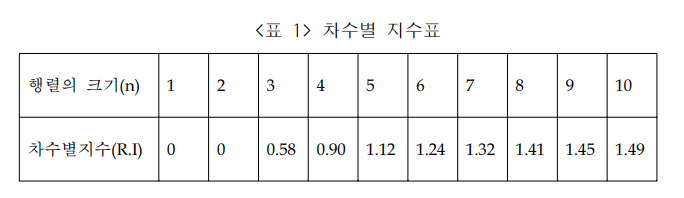 <표 1> 차수별 지수표
행렬의 크기(n) 1 2 3 4 5 6 7 8 9 10
차수별지수(R.I) 0 0 0.58 0.90 1.12 1.24 1.32 1.41 1.45 1.49